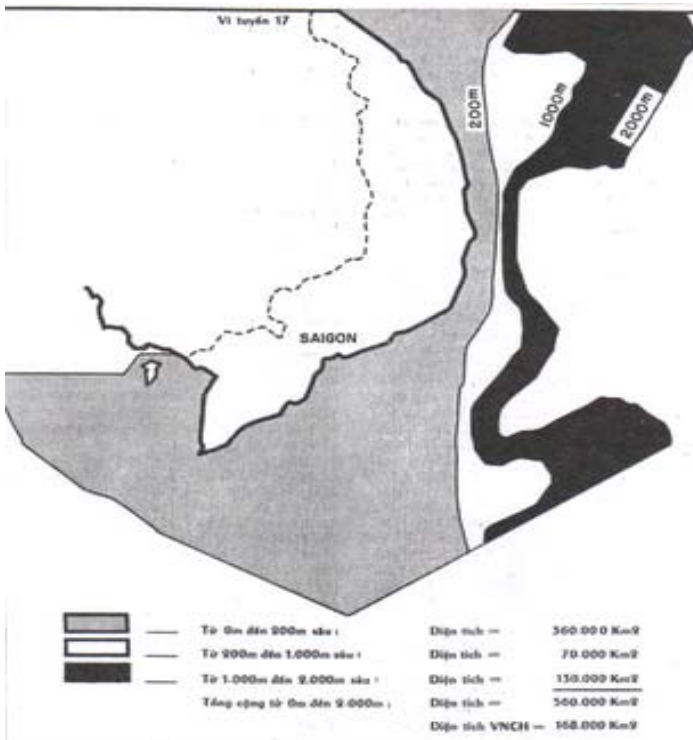 Vĩ tuyến 17
200m
1000m
2000m
SAIGON
Từ 0m đến 200m sâu : Diện tích = 360.000 Km2
Từ 200m đến 1.000m sâu : Diện tích = 70.000 Km2
Từ 1.000m đến 2.000m sâu : Diện tích = 130.000 Km2
Tổng cộng từ 0m đến 2.000m : Diện tích = 560.000 Km2
Diện tích VNCH = 168.000 Km2